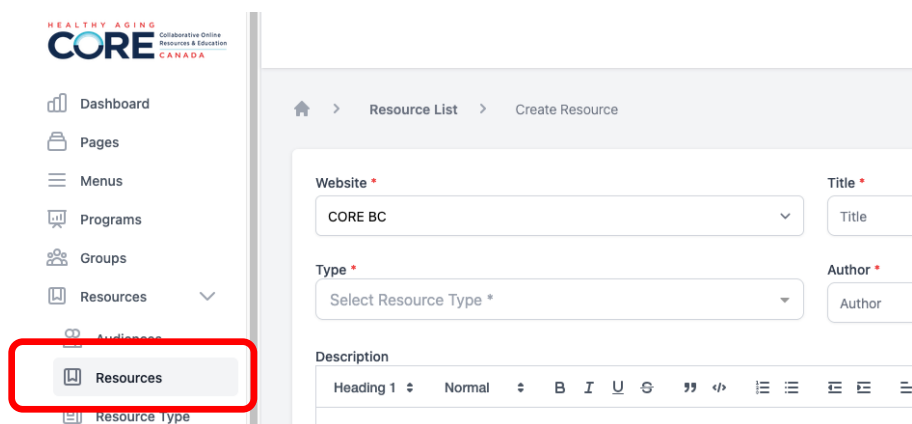 HEALTHY AGING
CORE Collaborative Online
Resources & Education
CANADA
Dashboard
Pages
Menus
Programs
Groups
Resources
Audiences
Resources
Resource Type
Resource List Create Resource
Website * Title *
CORE BC Title
Type * Author *
Select Resource Type * Author
Description
Heading 1 Normal B I U S